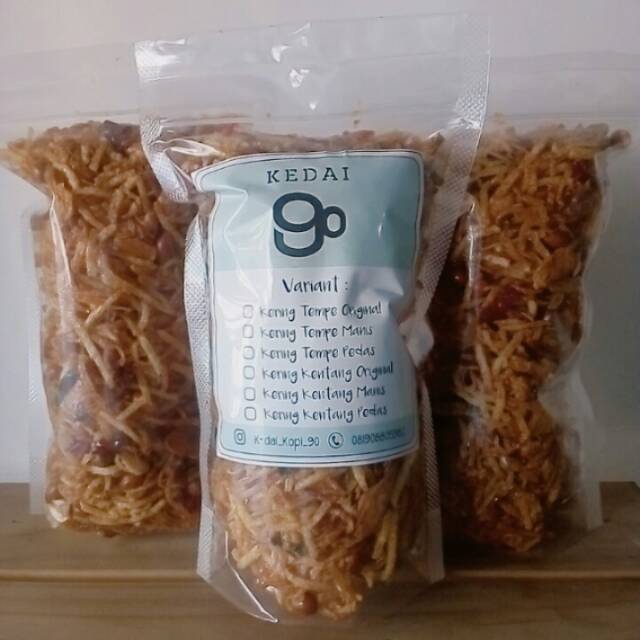 KEDAI
90
Variant :
Kering Tempe Original
Kering Tempe Manis
Kering Tempe Pedas
Kering Kentang Original
Kering Kentang Manis
Kering Kentang Pedas
K-dai_Kopi_90